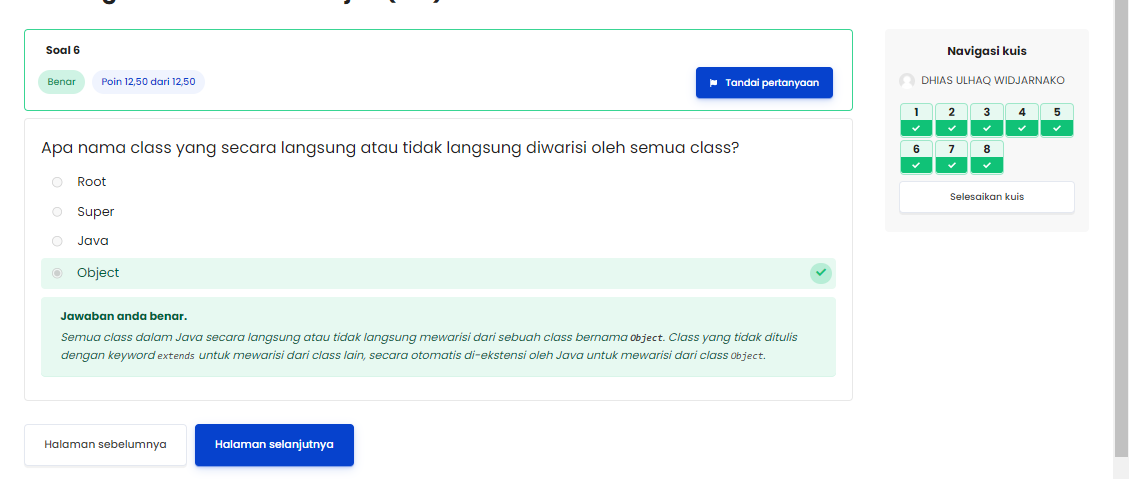 Soal 6
Benar
Poin 12,50 dari 12,50
Tandai pertanyaan
Apa nama class yang secara langsung atau tidak langsung diwarisi oleh semua class?
Root
Super
Java
Object
Jawaban anda benar.
Semua class dalam Java secara langsung atau tidak langsung mewarisi dari sebuah class bernama Object. Class yang tidak ditulis
dengan keyword extends untuk mewarisi dari class lain, secara otomatis di-ekstensi oleh Java untuk mewarisi dari class Object.
Halaman sebelumnya
Halaman selanjutnya
Navigasi kuis
DHIAS ULHAQ WIDJARNAKO
1 2 3 4 5
6 7 8
Selesaikan kuis